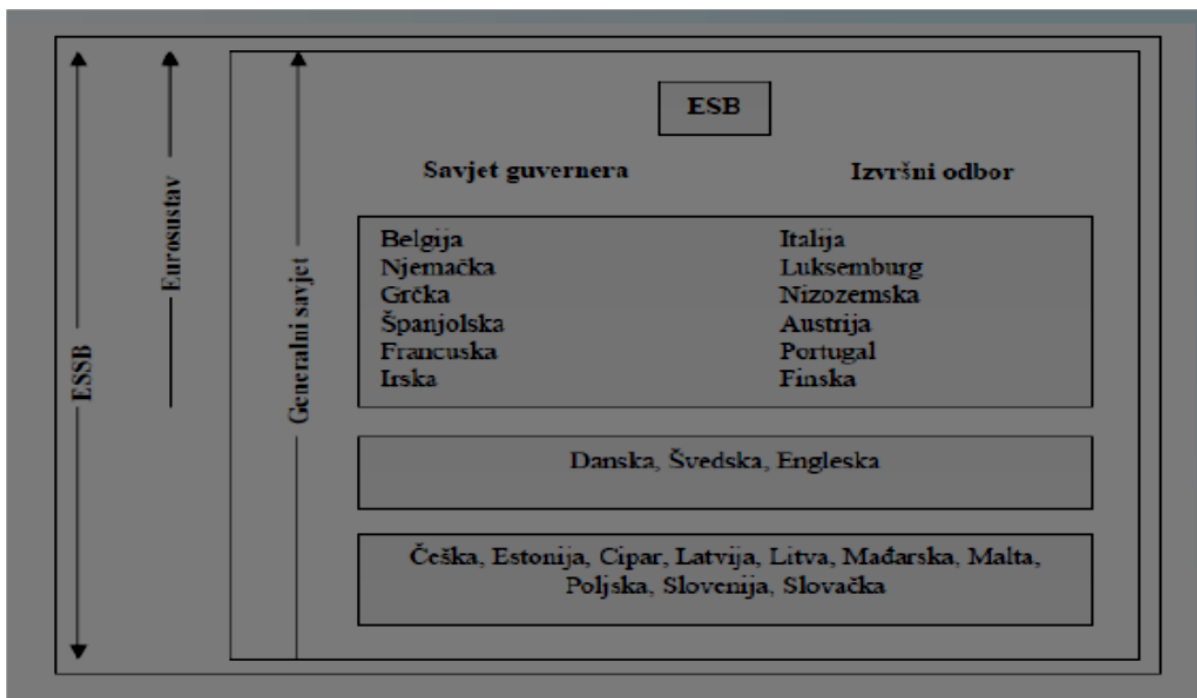 ESSB
Eurosustav
Generalni savjet
ESB
Savjet guvernera
Izvršni odbor
Belgija
Njemačka
Grčka
Španjolska
Francuska
Irska
Italija
Luksemburg
Nizozemska
Austrija
Portugal
Finska
Danska, Švedska, Engleska
Češka, Estonija, Cipar, Latvija, Litva, Mađarska, Malta,
Poljska, Slovenija, Slovačka